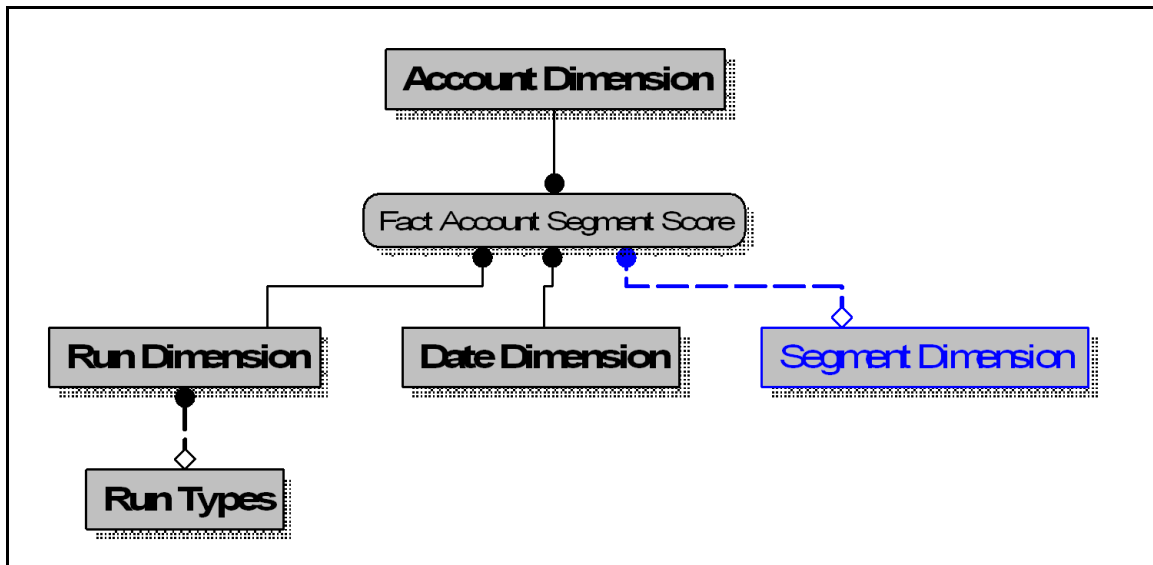 Account Dimension
Fact Account Segment Score
Run Dimension
Date Dimension
Segment Dimension
Run Types